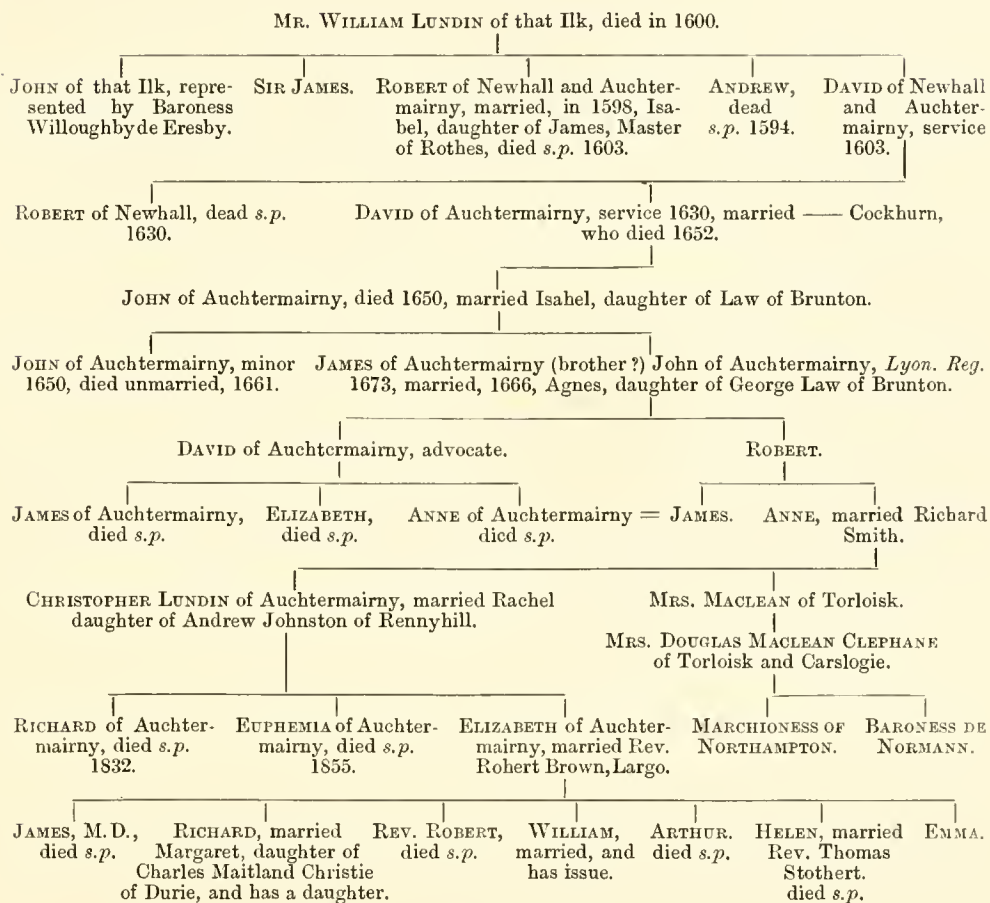 MR. WILLIAM LUNDIN of that Ilk, died in 1600.
JOHN of that Ilk, repre-
sented by Baroness
Willoughby de Eresby.
SIR JAMES.
ROBERT of Newhall and Auchter-
mairny, married, in 1598, Isa-
bel, daughter of James, Master
of Rothes, died s.p. 1603.
ANDREW,
dead
s.p. 1594.
DAVID of Newhall
and Auchter-
mairny, service
1603.
ROBERT of Newhall, dead s.p.
1630.
DAVID of Auchtermairny, service 1630, married —— Cockhurn,
who died 1652.
JOHN of Auchtermairny, died 1650, married Isahel, daughter of Law of Brunton.
JOHN of Auchtermairny, minor
1650, died unmarried, 1661.
JAMES of Auchtermairny (brother?) John of Auchtermairny, Lyon. Reg.
1673, married, 1666, Agnes, daughter of George Law of Brunton.
DAVID of Auchtermairny, advocate.
ROBERT.
JAMES of Auchtermairny,
died s.p.
ELIZABETH,
died s.p.
ANNE of Auchtermairny = JAMES.
died s.p.
ANNE, married Richard
Smith.
CHRISTOPHER LUNDIN of Auchtermairny, married Rachel
daughter of Andrew Johnston of Rennyhill.
MRS. MACLEAN of Torloisk.
MRS. DOUGLAS MACLEAN CLEPHANE
of Torloisk and Carslogie.
RICHARD of Auchter-
mairny, died s.p.
1832.
EUPHEMIA of Auchter-
mairny, died s.p.
1855.
ELIZABETH of Auchter-
mairny, married Rev.
Rohert Brown, Largo.
MARCHIONESS OF
NORTHAMPTON.
BARONESS DE
NORMANN.
JAMES, M.D.,
died s.p.
RICHARD, married
Margaret, daughter of
Charles Maitland Christie
of Durie, and has a daughter.
REV. ROBERT,
died s.p.
WILLIAM,
married, and
has issue.
ARTHUR.
died s.p.
HELEN, married
Rev. Thomas
Stothert.
died s.p.
EMMA.